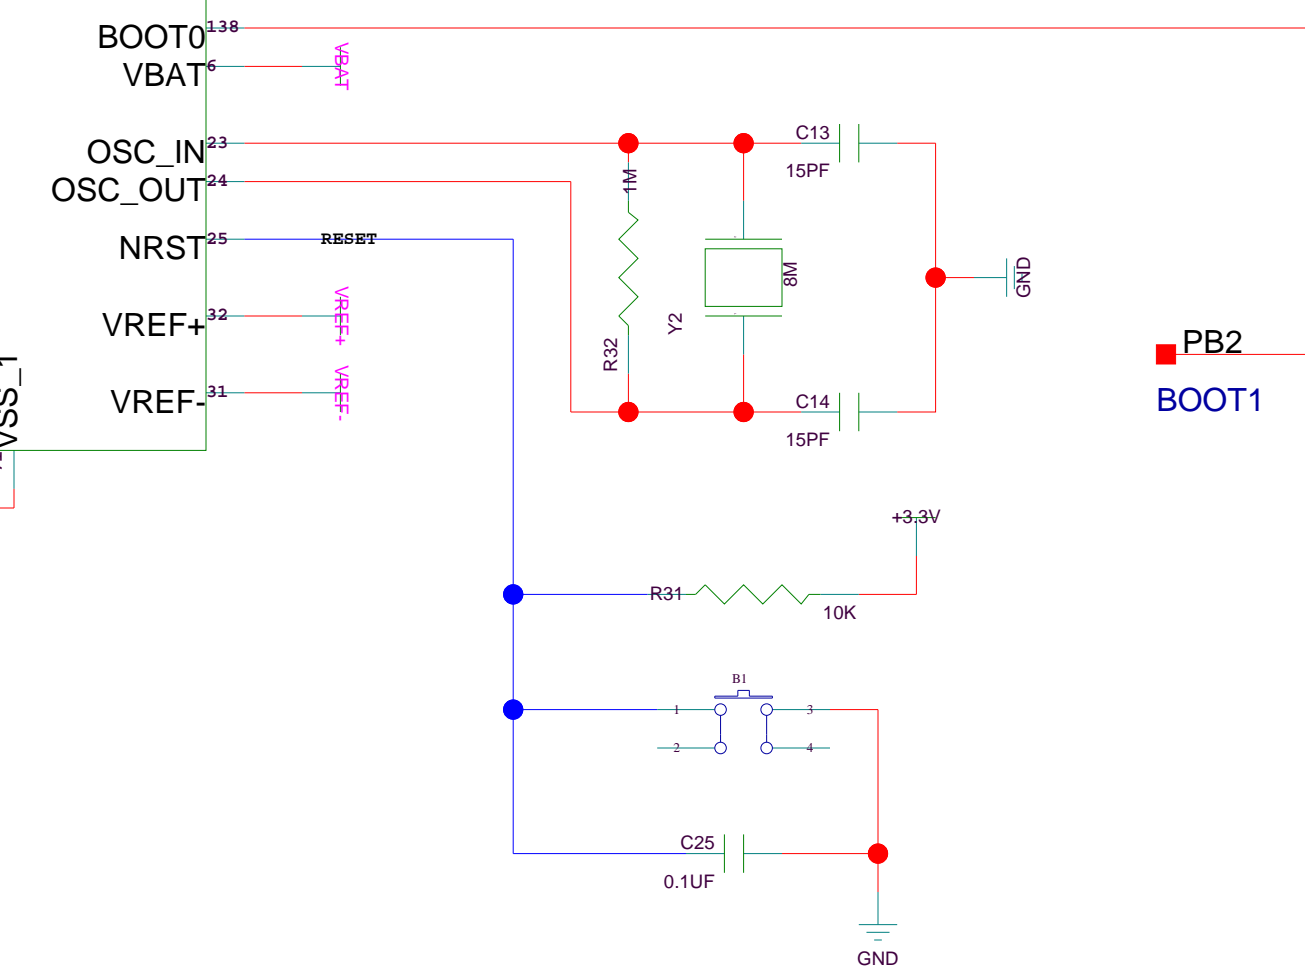 BOOT0
138
VBAT
6
VBAT
OSC_IN
23
OSC_OUT
24
NRST
25
RESET
VREF+
32
VREF+
VREF-
31
VREF-
VSS_1
1M
R32
Y2
8M
C13
15PF
C14
15PF
GND
PB2
BOOT1
+3.3V
R31
10K
B1
1
3
2
4
C25
0.1UF
GND